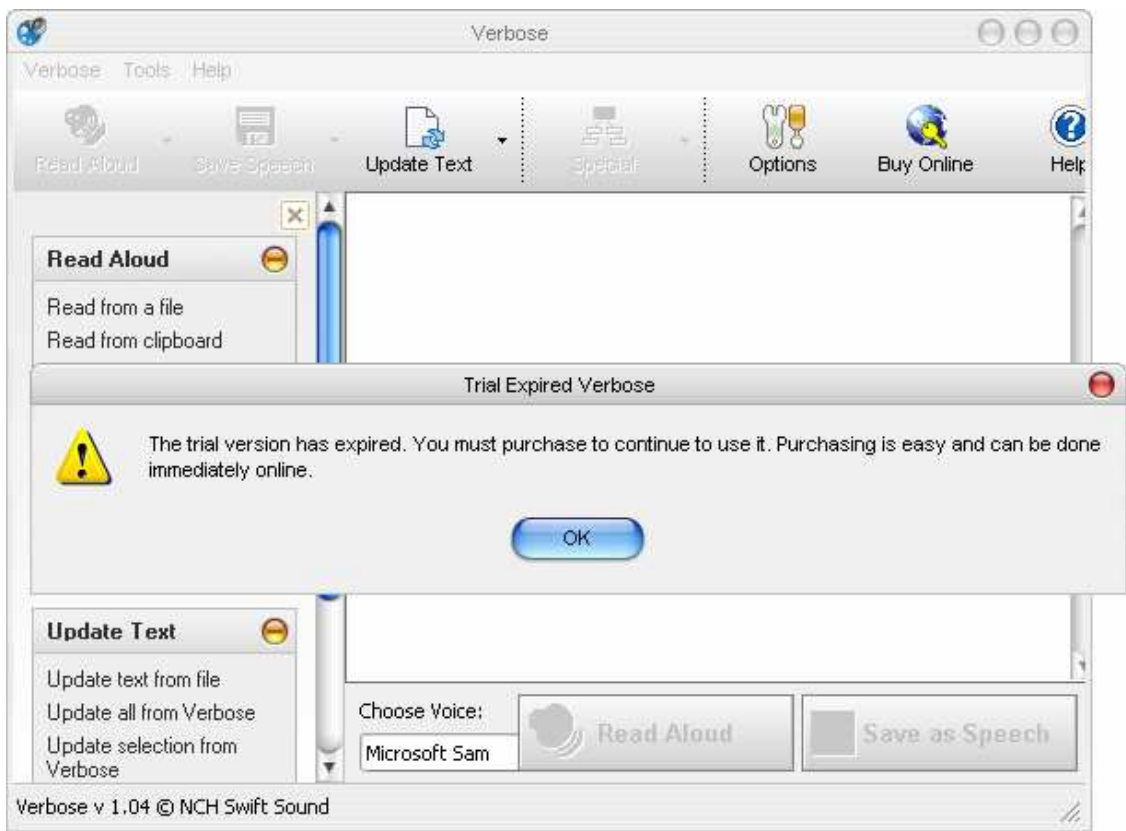 Verbose
Verbose Tools Help
Read Aloud Save Speech Update Text Special Options Buy Online Help
Read Aloud
Read from a file
Read from clipboard
Trial Expired Verbose
The trial version has expired. You must purchase to continue to use it. Purchasing is easy and can be done
immediately online.
OK
Update Text
Update text from file
Update all from Verbose
Update selection from
Verbose
Choose Voice:
Microsoft Sam
Read Aloud
Save as Speech
Verbose v 1.04 © NCH Swift Sound